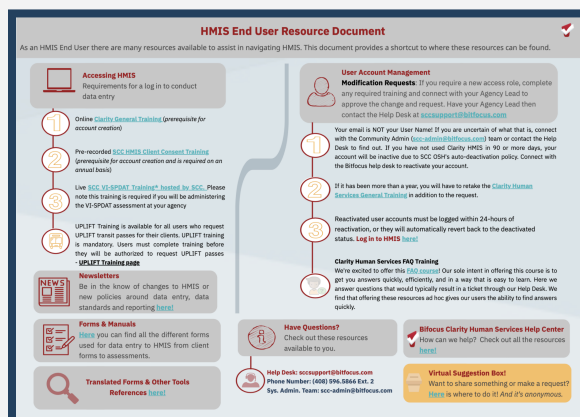 HMIS End User Resource Document
As an HMIS End User there are many resources available to assist in navigating HMIS. This document provides a shortcut to where these resources can be found.
Accessing HMIS
Requirements for a log in to conduct
data entry
1
Online Clarity General Training (prerequisite for
account creation)
2
Pre-recorded SCC HMIS Client Consent Training
(prerequisite for account creation and is required on an
annual basis)
3
Live SCC VI-SPDAT Training* hosted by SCC. Please
note this training is required if you will be administering
the VI-SPDAT assessment at your agency
UPLIFT Training is available for all users who request
UPLIFT transit passes for their clients. UPLIFT training
is mandatory. Users must complete training before
they will be authorized to request UPLIFT passes
- UPLIFT Training page
NEWS
Newsletters
Be in the know of changes to HMIS or
new policies around data entry, data
standards and reporting here!
Forms & Manuals
Here you can find all the different forms
used for data entry to HMIS from client
forms to assessments.
Translated Forms & Other Tools
References here!
User Account Management
Modification Requests: If you require a new access role, complete
any required training and connect with your Agency Lead to
approve the change and request. Have your Agency Lead then
contact the Help Desk at sccsupport@bitfocus.com
1
Your email is NOT your User Name! If you are uncertain of what that is, connect
with the Community Admin (scc-admin@bitfocus.com) team or contact the Help
Desk to find out. If you have not used Clarity HMIS in 90 or more days, your
account will be inactive due to SCC OSH's auto-deactivation policy. Connect with
the Bitfocus help desk to reactivate your account.
2
If it has been more than a year, you will have to retake the Clarity Human
Services General Training in addition to the request.
3
Reactivated user accounts must be logged within 24-hours of
reactivation, or they will automatically revert back to the deactivated
status. Log in to HMIS here!
Clarity Human Services FAQ Training
We're excited to offer this FAQ course! Our sole intent in offering this course is to
get you answers quickly, efficiently, and in a way that is easy to learn. Here we
answer questions that would typically result in a ticket through our Help Desk. We
find that offering these resources ad hoc gives our users the ability to find answers
quickly.
Have Questions?
Check out these resources
available to you.
Help Desk: sccsupport@bitfocus.com
Phone Number: (408) 596.5866 Ext. 2
Sys. Admin. Team: scc-admin@bitfocus.com
Bifocus Clarity Human Services Help Center
How can we help? Check out all the resources
here!
Virtual Suggestion Box!
Want to share something or make a request?
Here is where to do it! And it's anonymous.